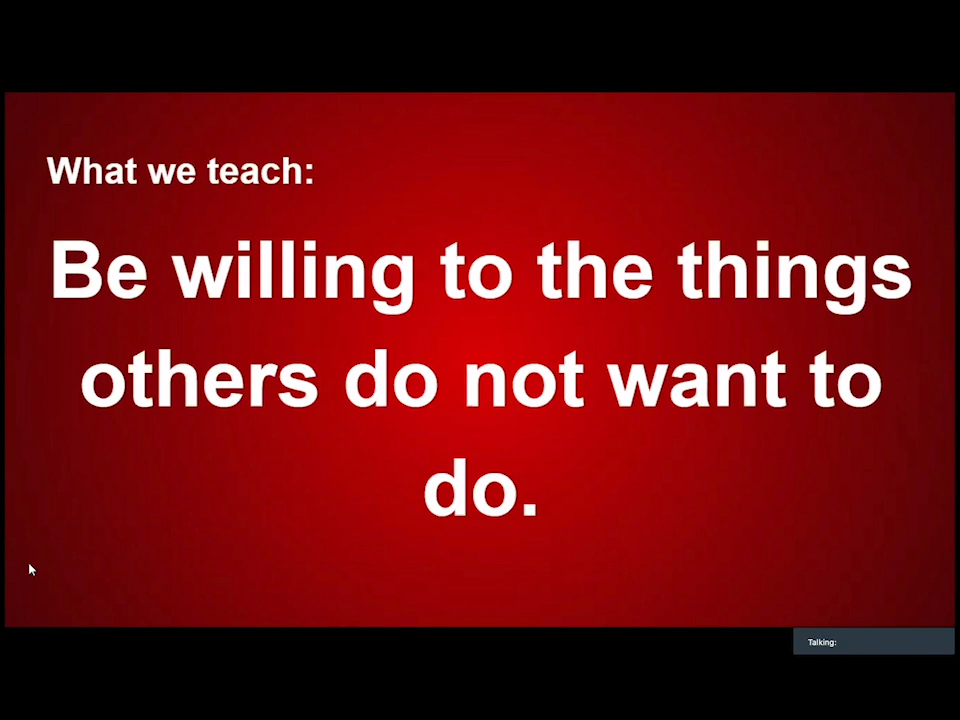 What we teach:
Be willing to the things
others do not want to
do.
Talking: